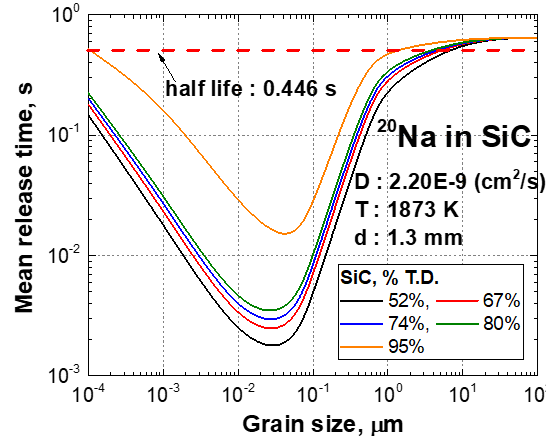 10⁰
10⁻¹
10⁻²
10⁻³
Mean release time, s
half life : 0.446 s
²⁰Na in SiC
D : 2.20E-9 (cm²/s)
T : 1873 K
d : 1.3 mm
SiC, % T.D.
52%, 67%
74%, 80%
95%
10⁻⁴ 10⁻³ 10⁻² 10⁻¹ 10⁰ 10¹ 10²
Grain size, μm